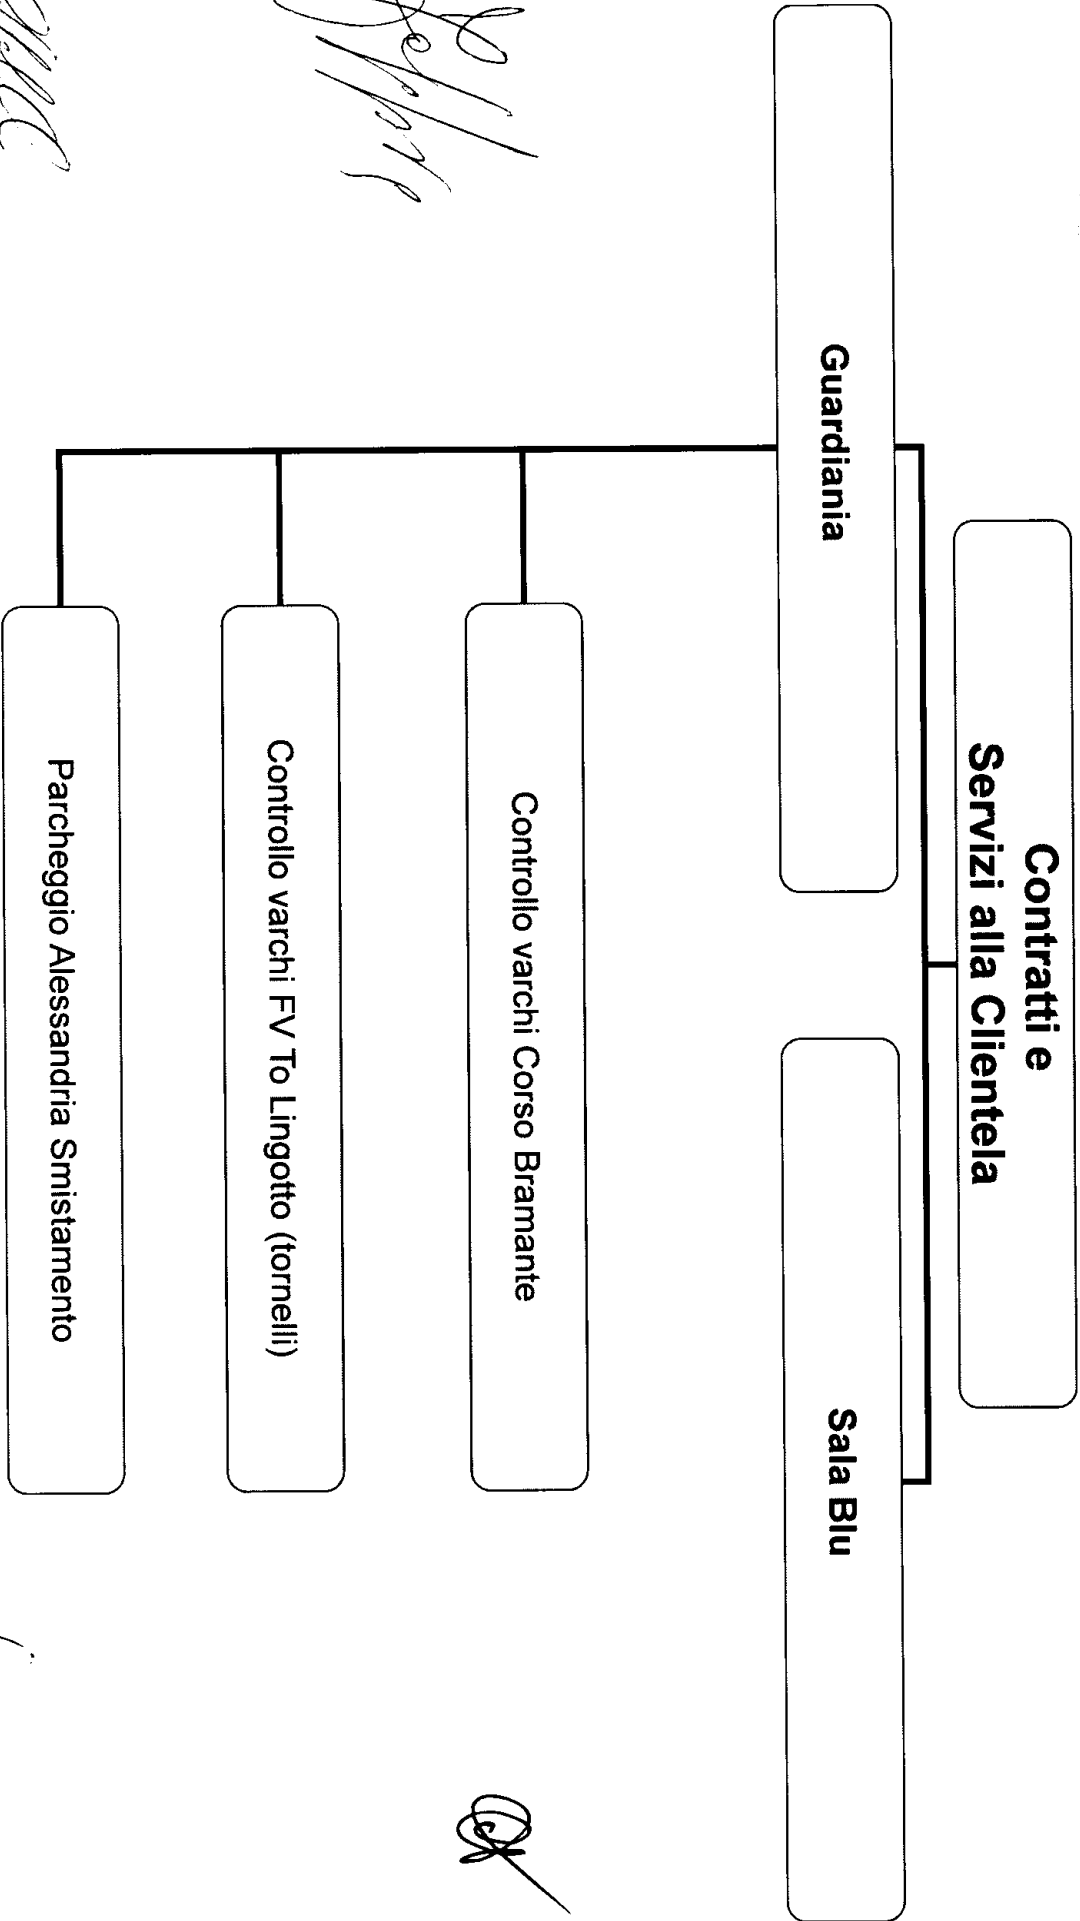 Contratti e
Servizi alla Clientela
Guardiania
Sala Blu
Controllo varchi Corso Bramante
Controllo varchi FV To Lingotto (tornelli)
Parcheggio Alessandria Smistamento